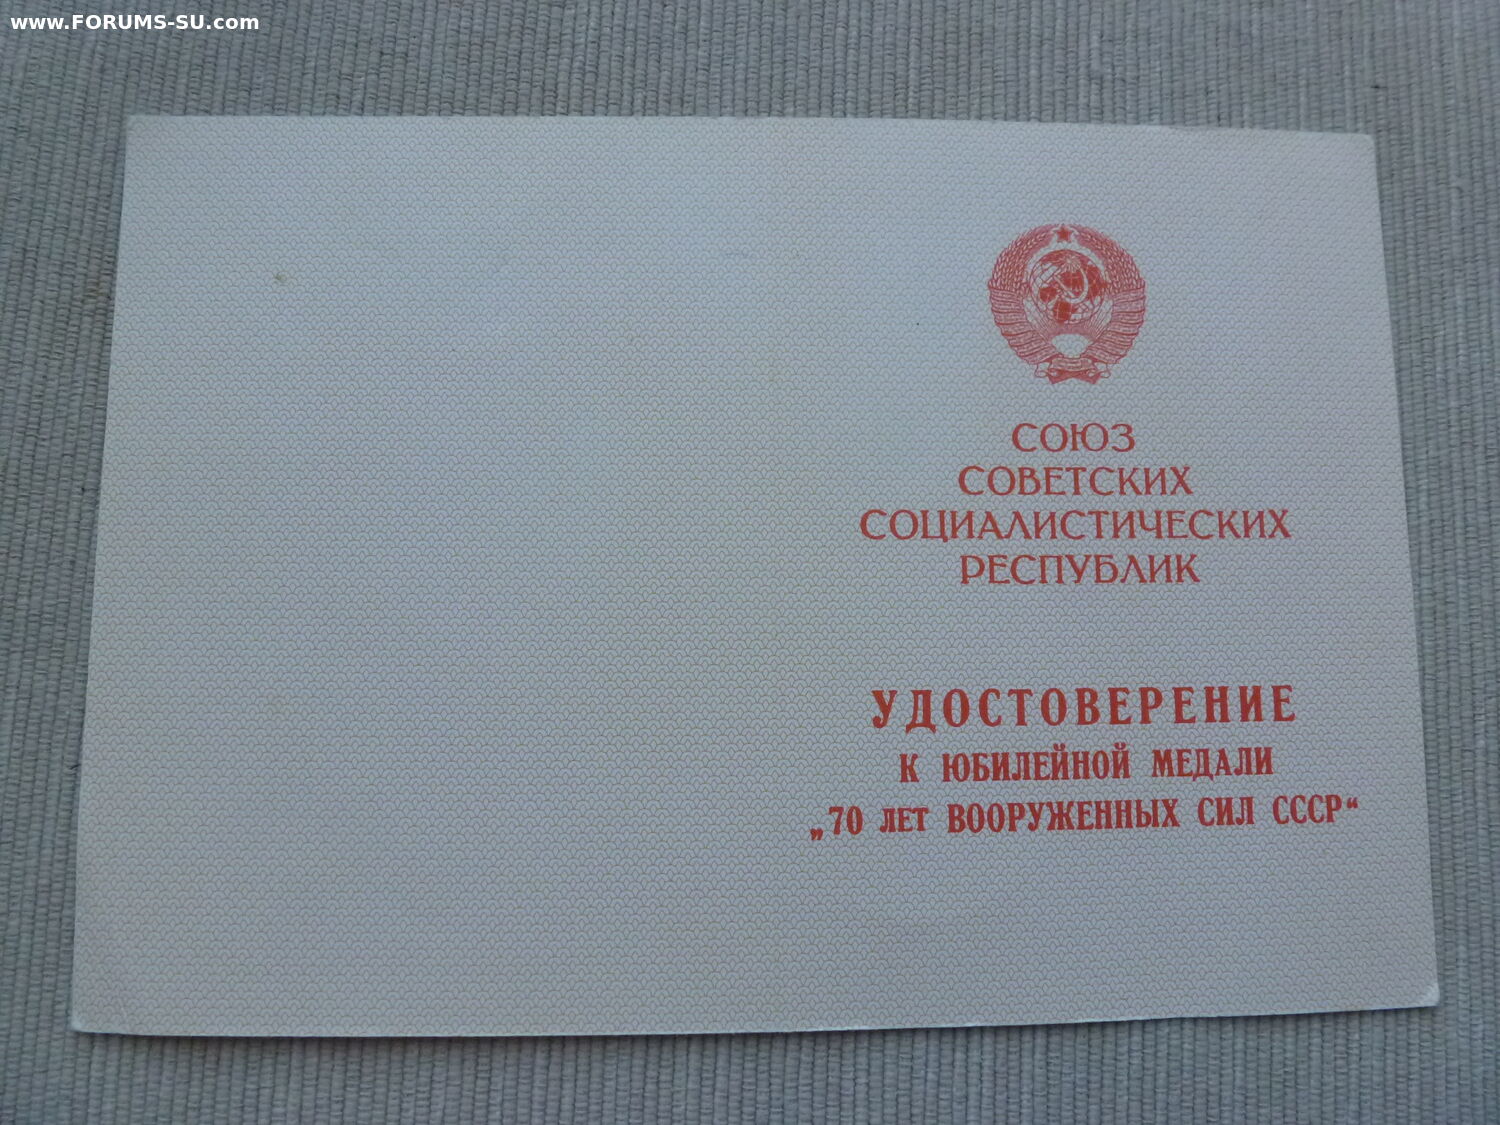 www.FORUMS-SU.com
СОЮЗ
СОВЕТСКИХ
СОЦИАЛИСТИЧЕСКИХ
РЕСПУБЛИК
УДОСТОВЕРЕНИЕ
К ЮБИЛЕЙНОЙ МЕДАЛИ
„70 ЛЕТ ВООРУЖЕННЫХ СИЛ СССР“